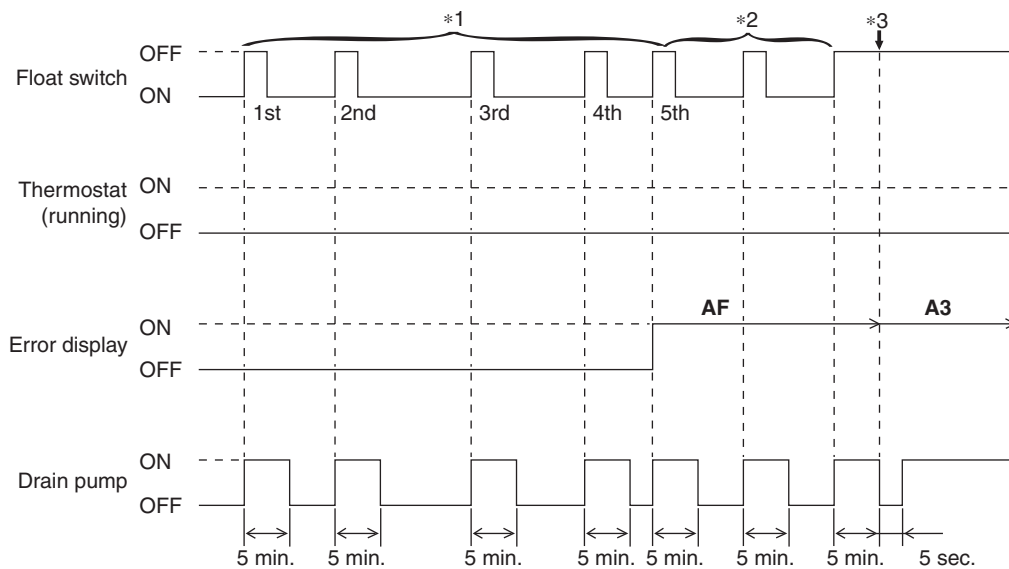 *1
*2
*3
Float switch
OFF
ON
1st
2nd
3rd
4th
5th
Thermostat
(running)
ON
OFF
Error display
ON
OFF
AF
A3
Drain pump
ON
OFF
5 min.
5 min.
5 min.
5 min.
5 min.
5 min.
5 min.
5 sec.